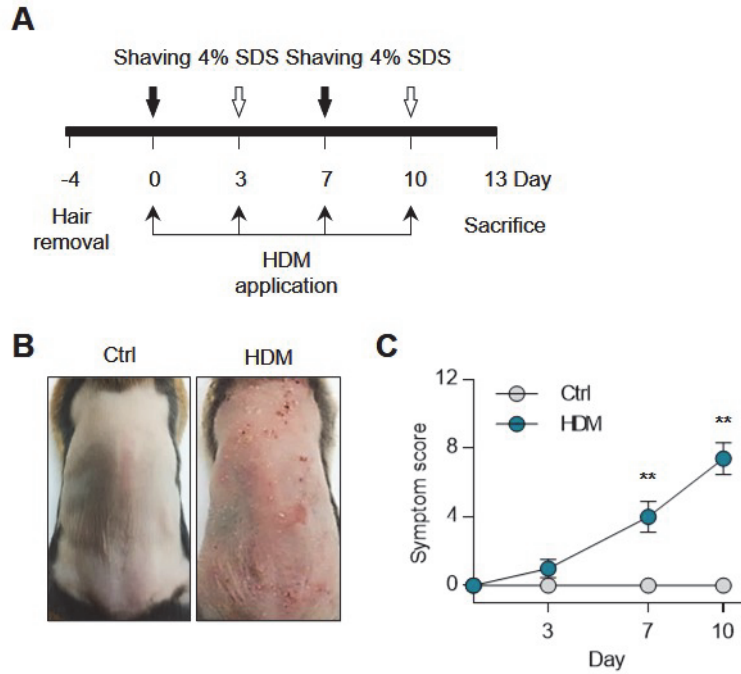 A
Shaving 4% SDS Shaving 4% SDS
-4 0 3 7 10 13 Day
Hair
removal
Sacrifice
HDM
application
B
Ctrl HDM
C
12
8
4
0
Symptom score
Ctrl
HDM
**
**
3 7 10
Day